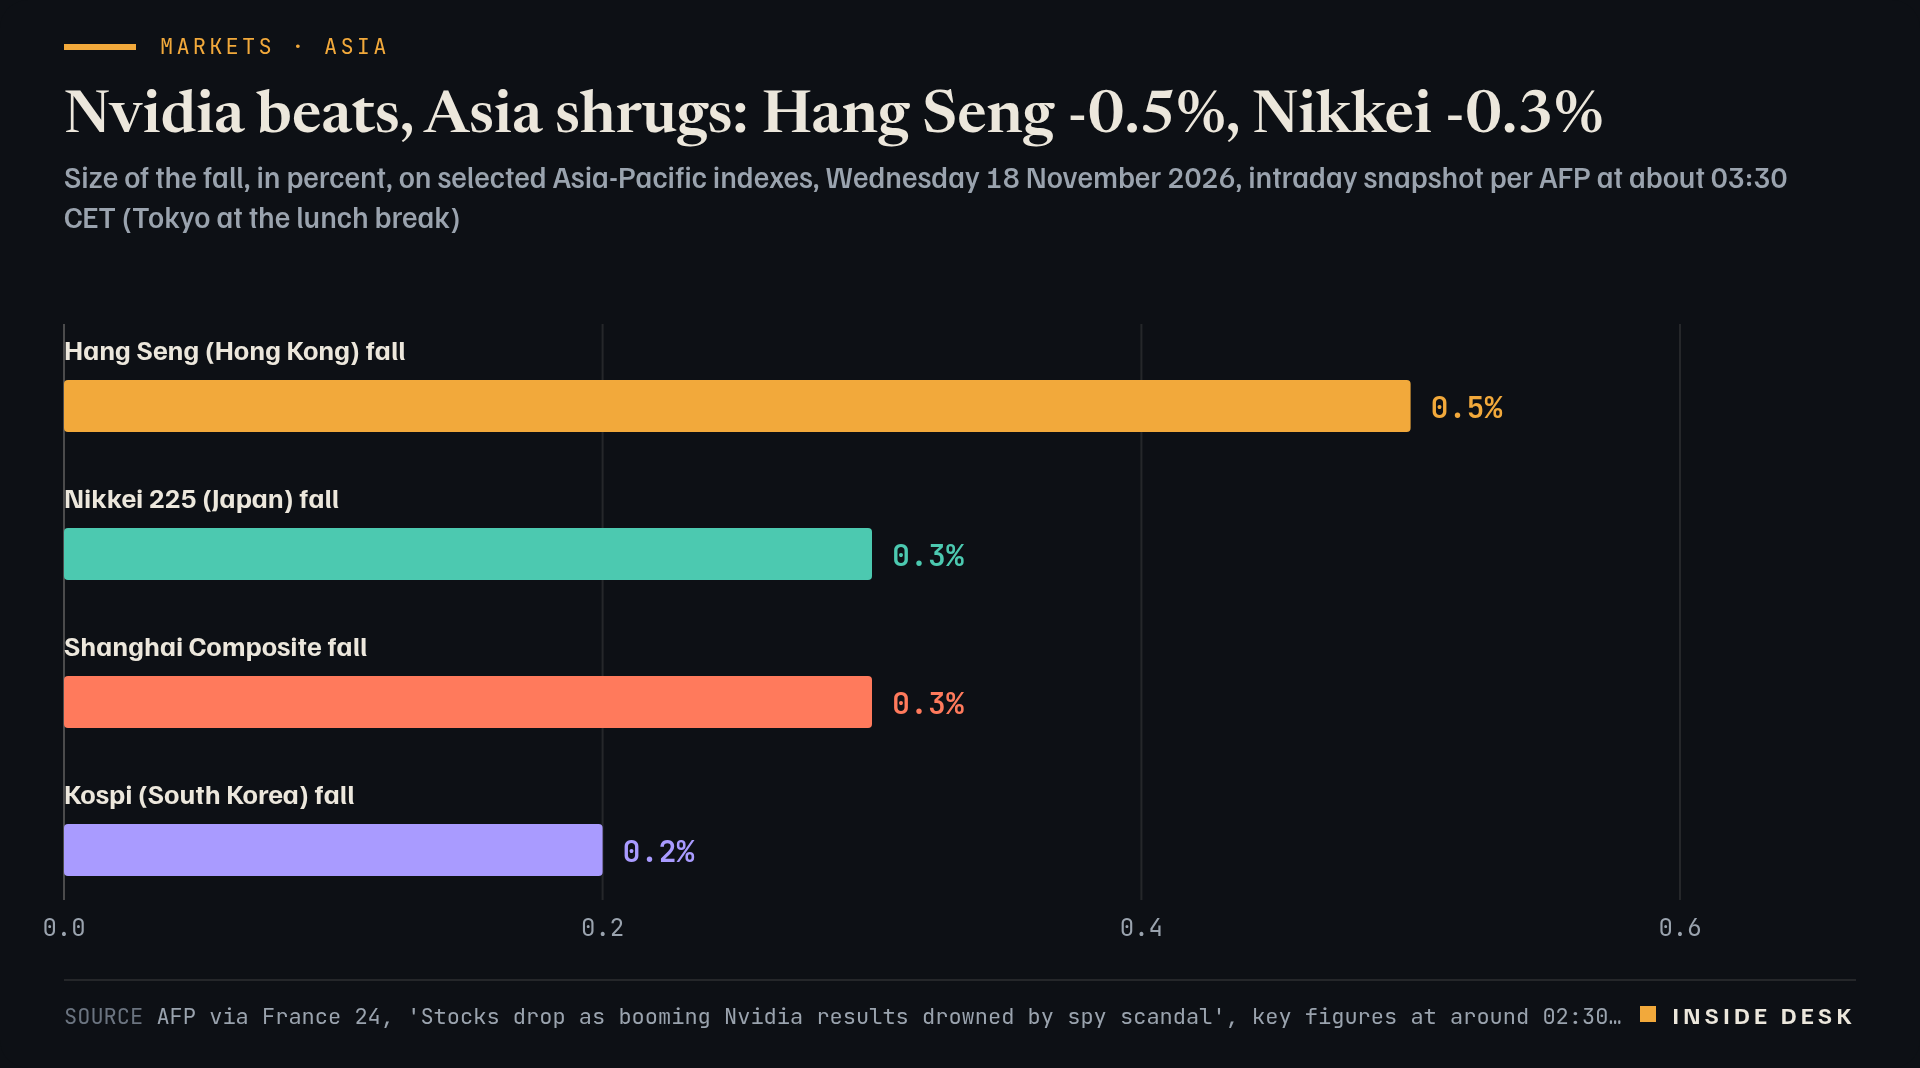 MARKETS · ASIA
Nvidia beats, Asia shrugs: Hang Seng -0.5%, Nikkei -0.3%
Size of the fall, in percent, on selected Asia-Pacific indexes, Wednesday 18 November 2026, intraday snapshot per AFP at about 03:30
CET (Tokyo at the lunch break)
Hang Seng (Hong Kong) fall
0.5%
Nikkei 225 (Japan) fall
0.3%
Shanghai Composite fall
0.3%
Kospi (South Korea) fall
0.2%
0.0 0.2 0.4 0.6
SOURCE AFP via France 24, 'Stocks drop as booming Nvidia results drowned by spy scandal', key figures at around 02:30… INSIDE DESK